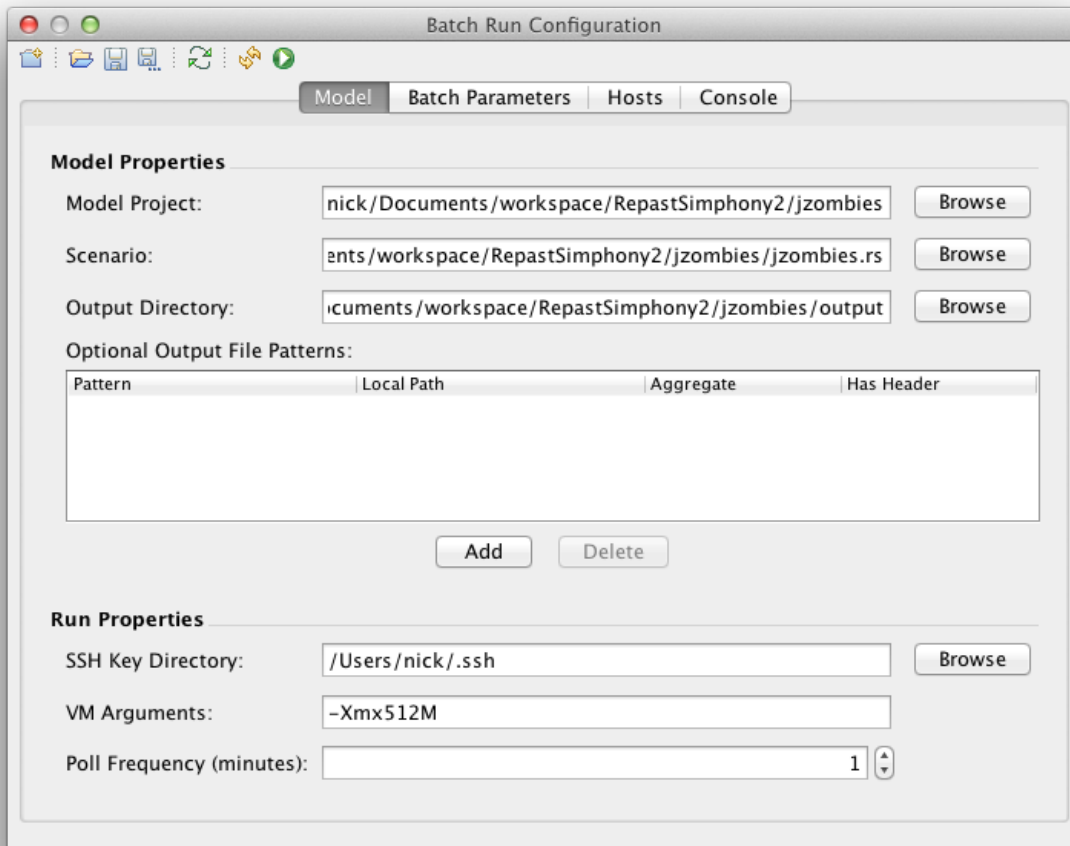 Batch Run Configuration
Model Batch Parameters Hosts Console
Model Properties
Model Project: nick/Documents/workspace/RepastSimphony2/jzombies Browse
Scenario: ents/workspace/RepastSimphony2/jzombies/jzombies.rs Browse
Output Directory: ocuments/workspace/RepastSimphony2/jzombies/output Browse
Optional Output File Patterns:
Pattern Local Path Aggregate Has Header
Add Delete
Run Properties
SSH Key Directory: /Users/nick/.ssh Browse
VM Arguments: -Xmx512M
Poll Frequency (minutes): 1